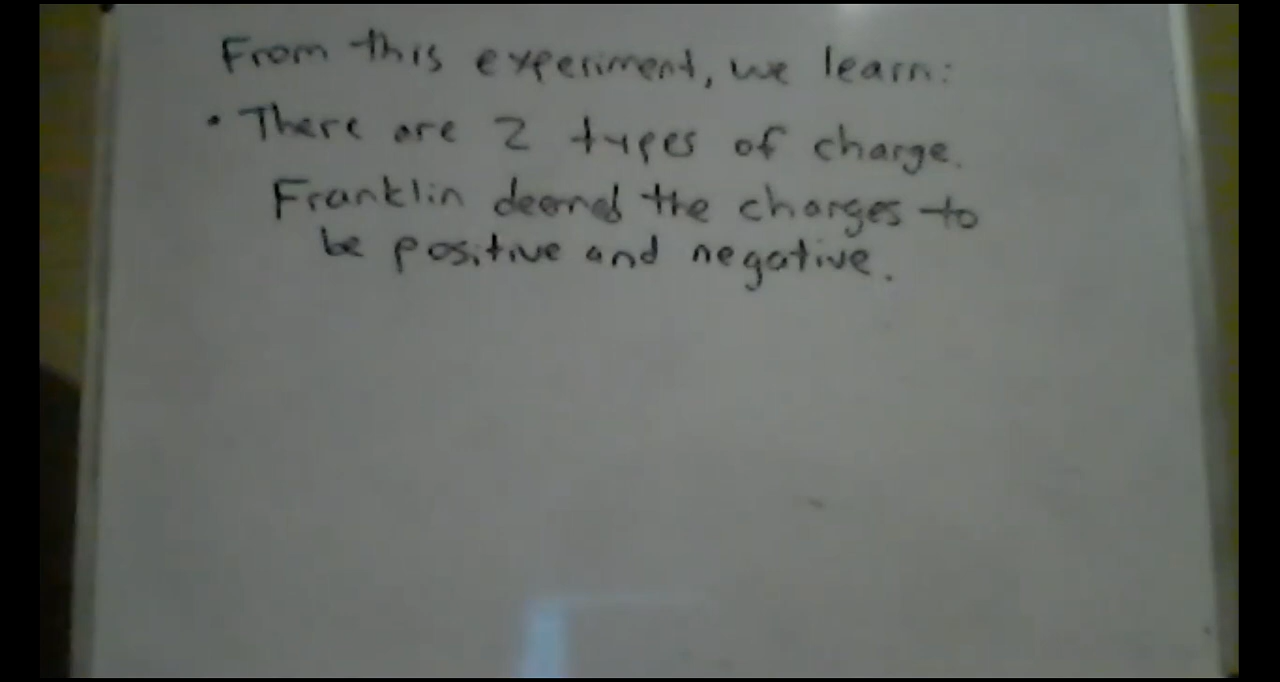 From this experiment, we learn:
• There are 2 types of charge.
Franklin deemed the charges to
be positive and negative.